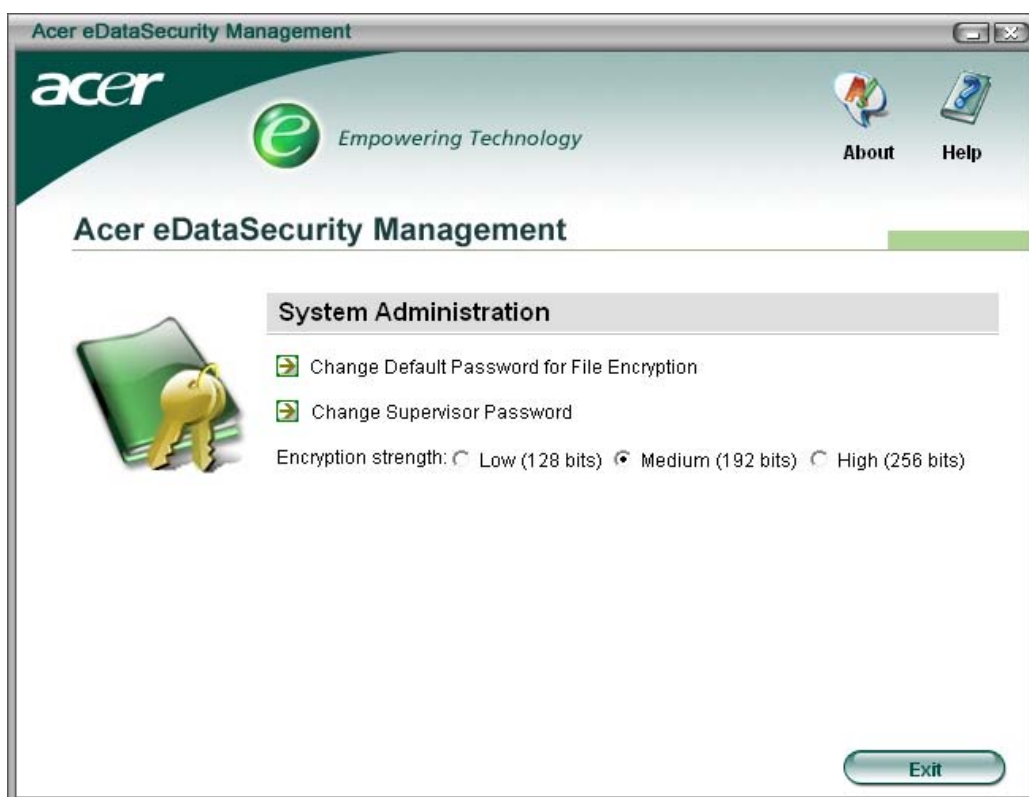 Acer eDataSecurity Management
acer
e Empowering Technology
About Help
Acer eDataSecurity Management
System Administration
Change Default Password for File Encryption
Change Supervisor Password
Encryption strength: Low (128 bits) Medium (192 bits) High (256 bits)
Exit